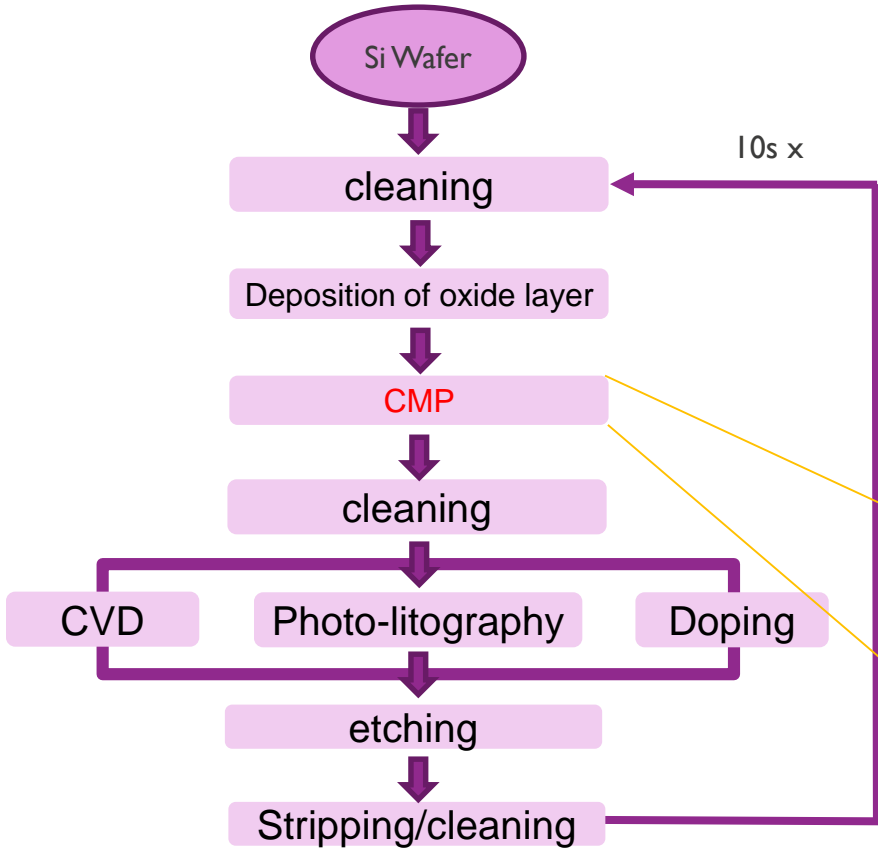 Si Wafer
10s x
cleaning
Deposition of oxide layer
CMP
cleaning
CVD
Photo-litography
Doping
etching
Stripping/cleaning